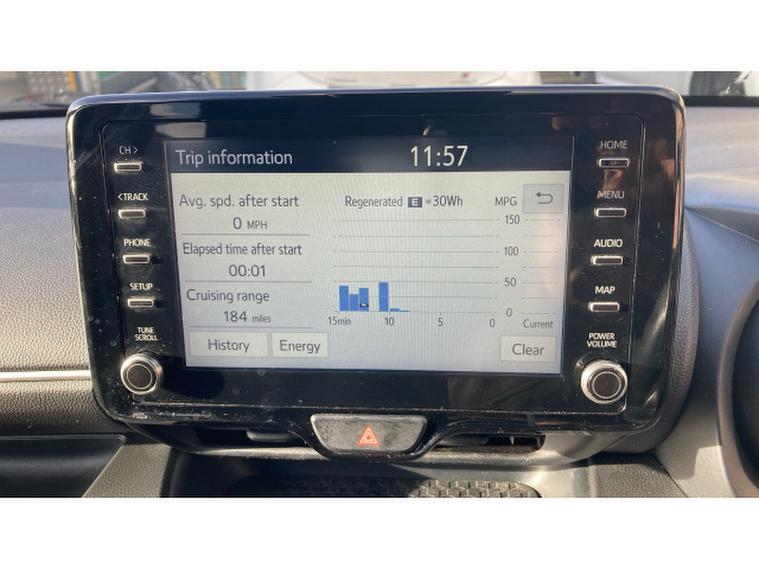 CH >
< TRACK
PHONE
SETUP
TUNE
SCROLL
Trip information
11:57
Avg. spd. after start
0 MPH
Elapsed time after start
00:01
Cruising range
184 miles
Regenerated E =30Wh
MPG
150
100
50
0
15min 10 5 0 Current
History
Energy
Clear
HOME
MENU
AUDIO
MAP
POWER
VOLUME